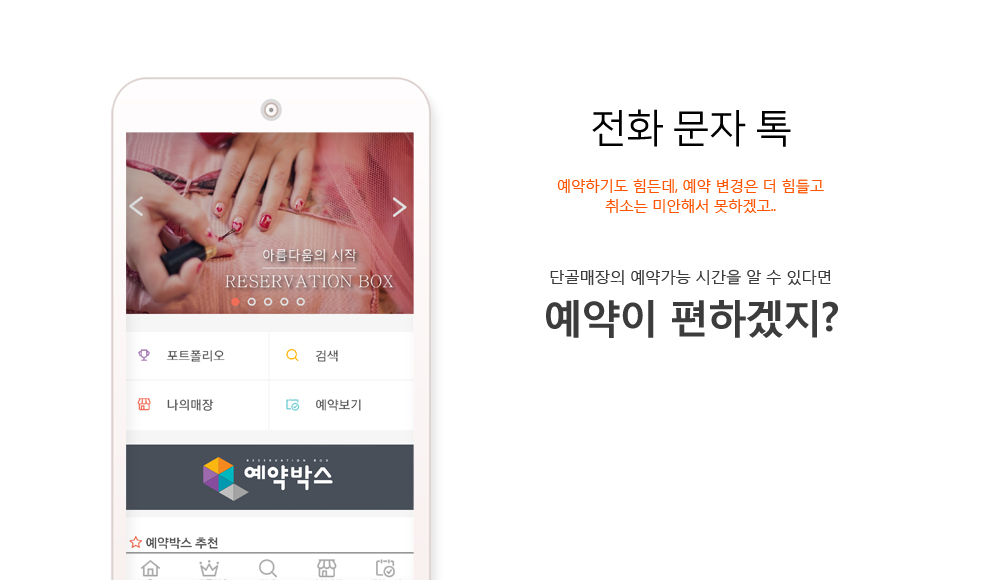 전화 문자 톡
예약하기도 힘든데, 예약 변경은 더 힘들고
취소는 미안해서 못하겠고..
단골매장의 예약가능 시간을 알 수 있다면
예약이 편하겠지?
아름다움의 시작
RESERVATION BOX
포트폴리오
검색
나의매장
예약보기
RESERVATION BOX
예약박스
예약박스 추천